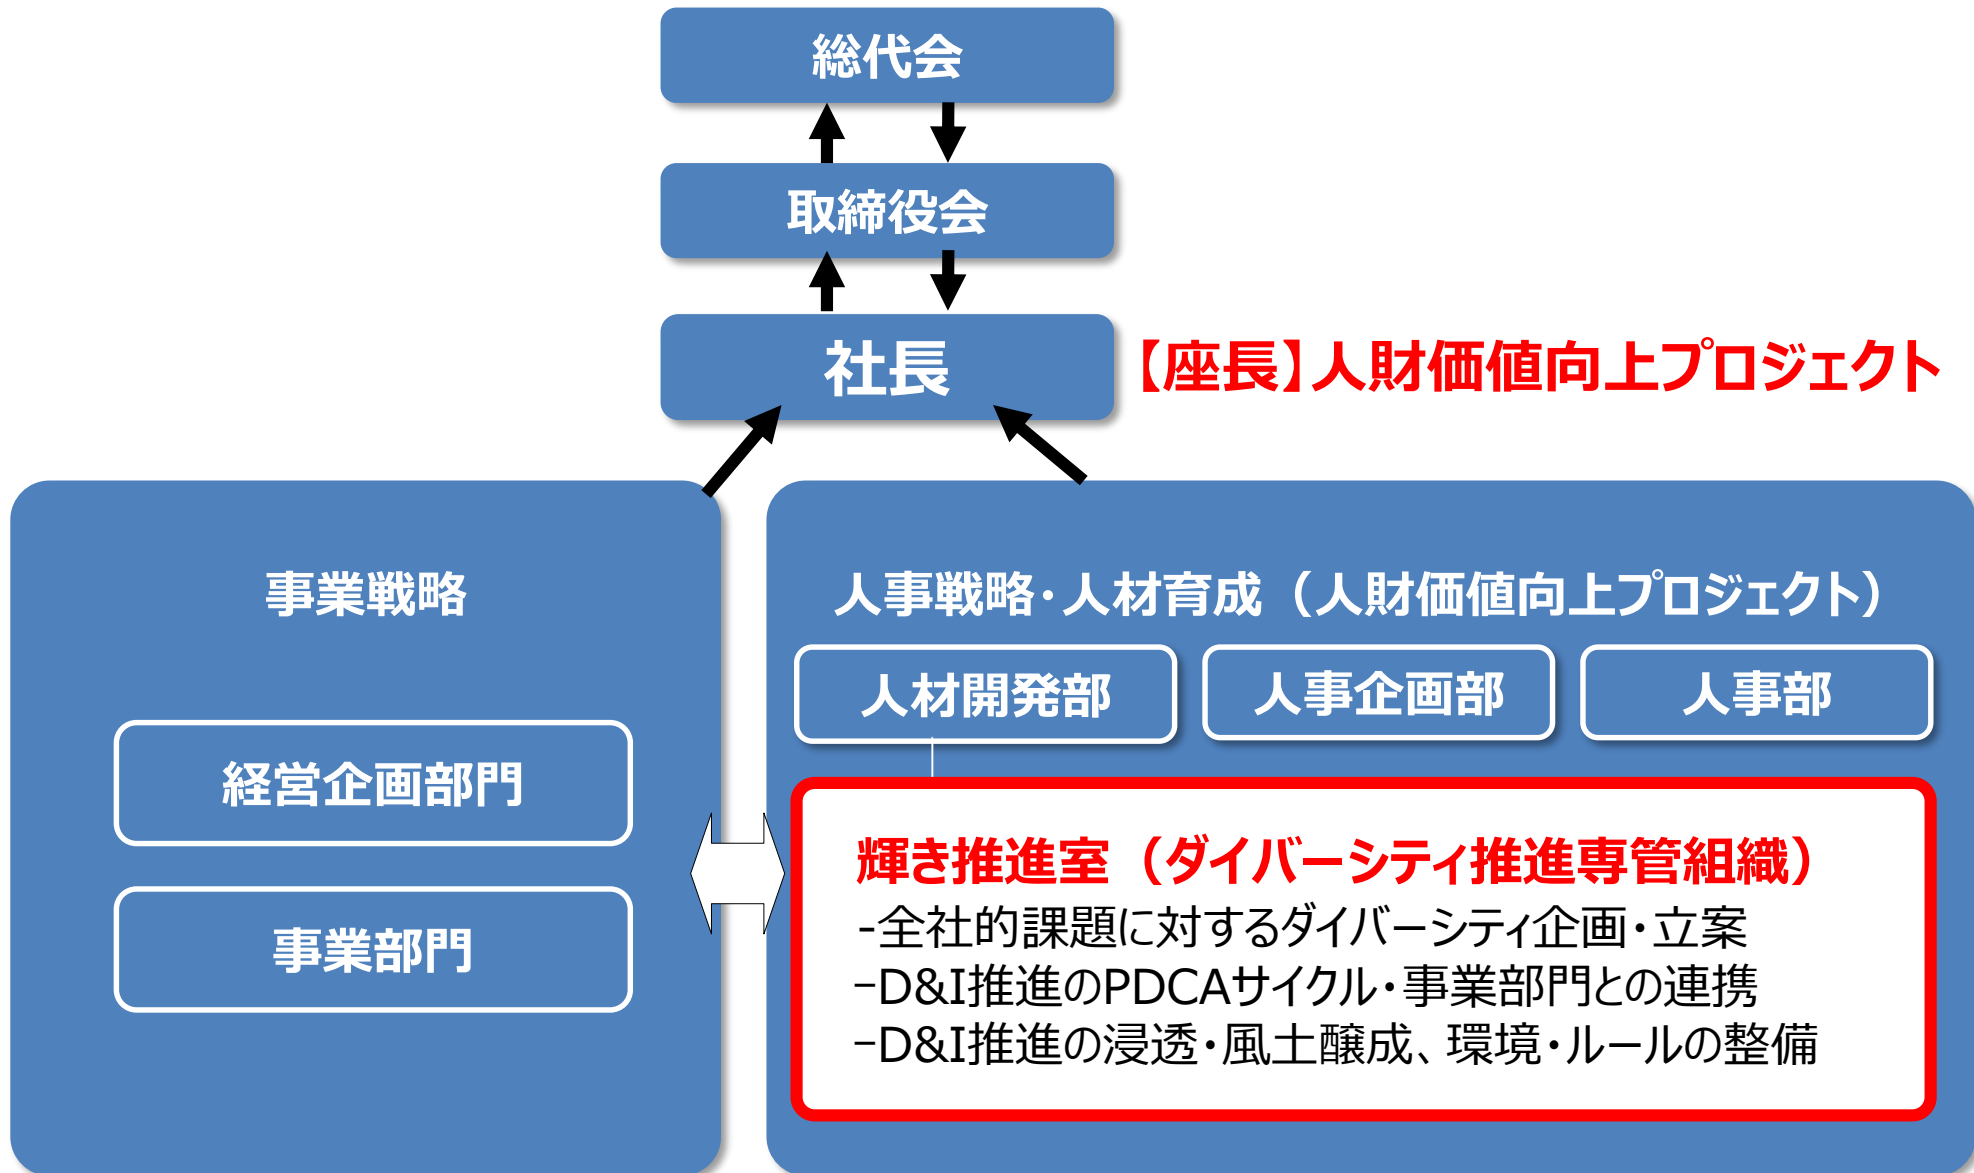 総代会
取締役会
社長
【座長】人財価値向上プロジェクト
事業戦略
経営企画部門
事業部門
人事戦略・人材育成（人財価値向上プロジェクト）
人材開発部
人事企画部
人事部
輝き推進室（ダイバーシティ推進専管組織）
-全社的課題に対するダイバーシティ企画・立案
-D&I推進のPDCAサイクル・事業部門との連携
-D&I推進の浸透・風土醸成、環境・ルールの整備